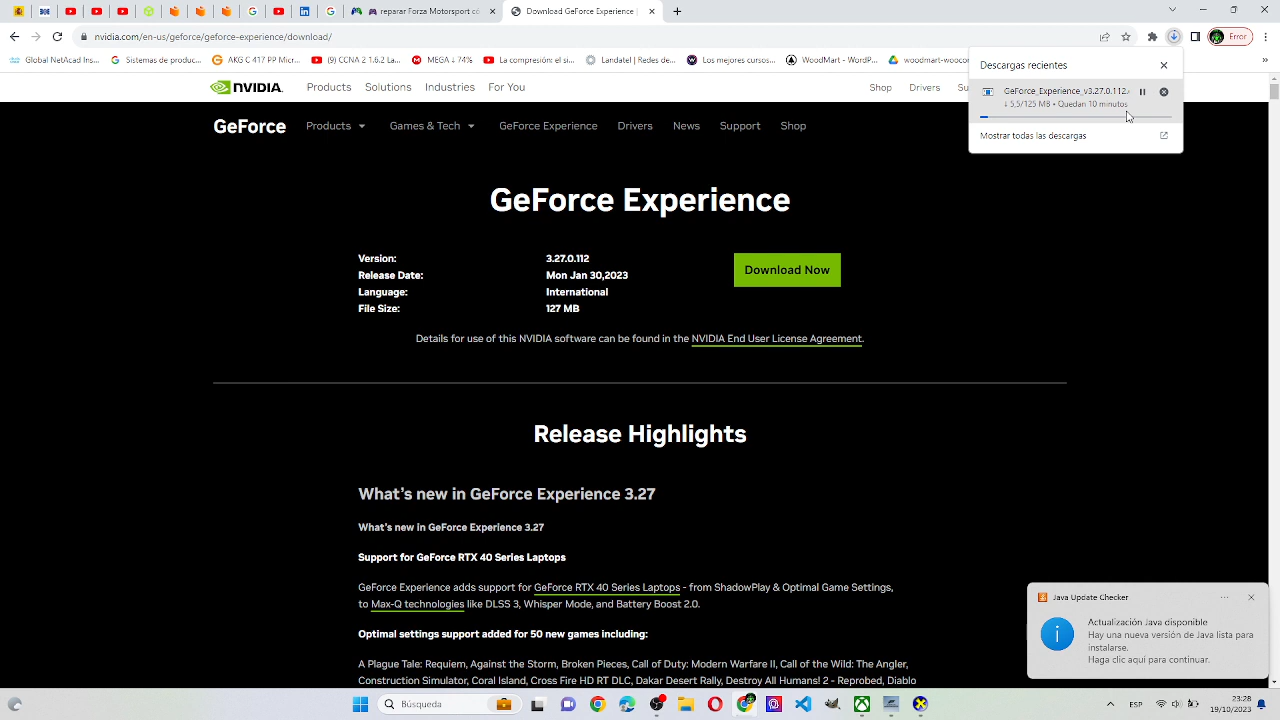 reparar Forza Motorsport có
Download GeForce Experience
nvidia.com/en-us/geforce/geforce-experience/download/
Error
Global NetAcad Ins...
Sistemas de produc...
AKG C 417 PP Micr...
(9) CCNA 2 1.6.2 La...
MEGA ↓ 74%
La compresión el si...
Landatel | Redes de...
Los mejores cursos...
WoodMart - WordP...
woodmart-wooc
»
Descargas recientes
GeForce_Experience_v3.27.0.112.e
↓ 5,5/125 MB • Quedan 10 minutos
Mostrar todas las descargas
NVIDIA.
Products Solutions Industries For You
Shop Drivers Su
GeForce Products Games & Tech GeForce Experience Drivers News Support Shop
GeForce Experience
Version: 3.27.0.112
Release Date: Mon Jan 30,2023
Language: International
File Size: 127 MB
Download Now
Details for use of this NVIDIA software can be found in the NVIDIA End User License Agreement.
Release Highlights
What's new in GeForce Experience 3.27
What's new in GeForce Experience 3.27
Support for GeForce RTX 40 Series Laptops
GeForce Experience adds support for GeForce RTX 40 Series Laptops - from ShadowPlay & Optimal Game Settings,
to Max-Q technologies like DLSS 3, Whisper Mode, and Battery Boost 2.0.
Optimal settings support added for 50 new games including:
A Plague Tale: Requiem, Against the Storm, Broken Pieces, Call of Duty: Modern Warfare II, Call of the Wild: The Angler,
Construction Simulator, Coral Island, Cross Fire HD RT DLC, Dakar Desert Rally, Destroy All Humans! 2 - Reprobed, Diablo
Java Update Checker
Actualización Java disponible
Hay una nueva versión de Java lista para
instalarse.
Haga clic aquí para continuar.
Búsqueda
ESP
23:28
19/10/2023